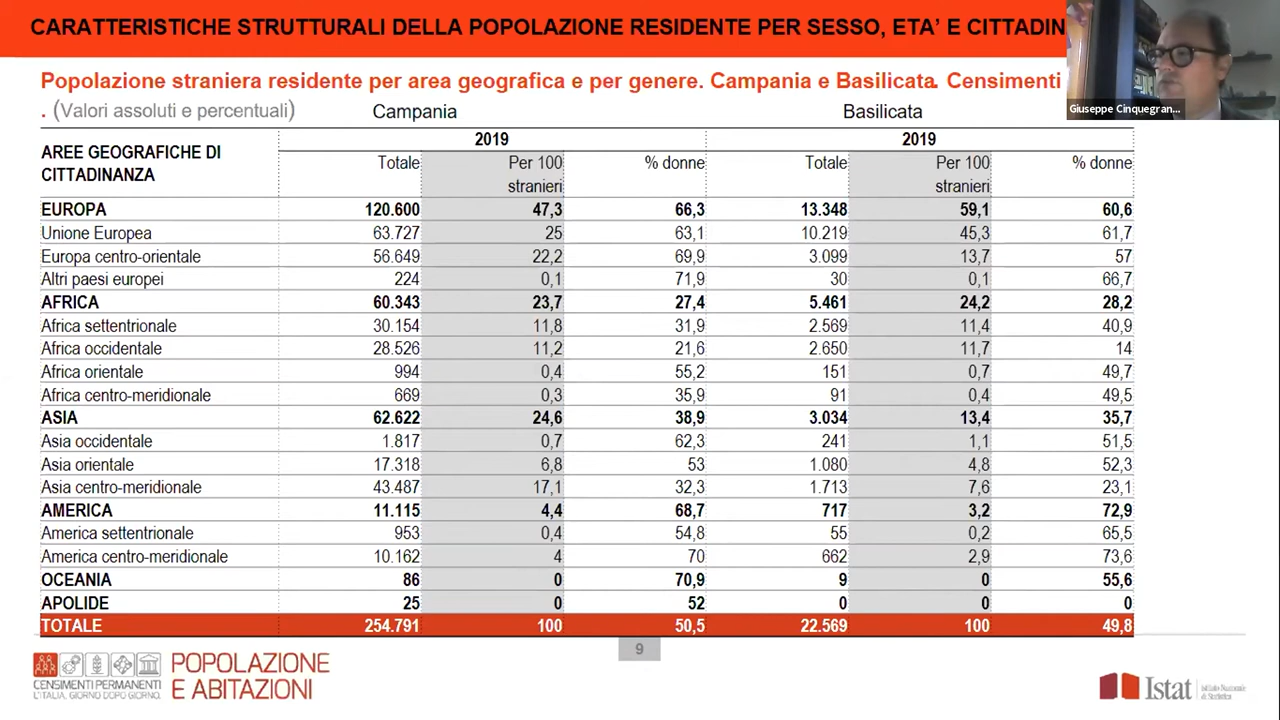 CARATTERISTICHE STRUTTURALI DELLA POPOLAZIONE RESIDENTE PER SESSO, ETA' E CITTADIN
Popolazione straniera residente per area geografica e per genere. Campania e Basilicata. Censimenti
. (Valori assoluti e percentuali) Campania Basilicata
Giuseppe Cinquegran...
AREE GEOGRAFICHE DI CITTADINANZA 2019 2019
Totale Per 100 stranieri % donne Totale Per 100 stranieri % donne
EUROPA 120.600 47,3 66,3 13.348 59,1 60,6
Unione Europea 63.727 25 63,1 10.219 45,3 61,7
Europa centro-orientale 56.649 22,2 69,9 3.099 13,7 57
Altri paesi europei 224 0,1 71,9 30 0,1 66,7
AFRICA 60.343 23,7 27,4 5.461 24,2 28,2
Africa settentrionale 30.154 11,8 31,9 2.569 11,4 40,9
Africa occidentale 28.526 11,2 21,6 2.650 11,7 14
Africa orientale 994 0,4 55,2 151 0,7 49,7
Africa centro-meridionale 669 0,3 35,9 91 0,4 49,5
ASIA 62.622 24,6 38,9 3.034 13,4 35,7
Asia occidentale 1.817 0,7 62,3 241 1,1 51,5
Asia orientale 17.318 6,8 53 1.080 4,8 52,3
Asia centro-meridionale 43.487 17,1 32,3 1.713 7,6 23,1
AMERICA 11.115 4,4 68,7 717 3,2 72,9
America settentrionale 953 0,4 54,8 55 0,2 65,5
America centro-meridionale 10.162 4 70 662 2,9 73,6
OCEANIA 86 0 70,9 9 0 55,6
APOLIDE 25 0 52 0 0 0
TOTALE 254.791 100 50,5 22.569 100 49,8
9
CENSIMENTI PERMANENTI
L'ITALIA, GIORNO DOPO GIORNO.
POPOLAZIONE
E ABITAZIONI
Istat
Istituto Nazionale
di Statistica